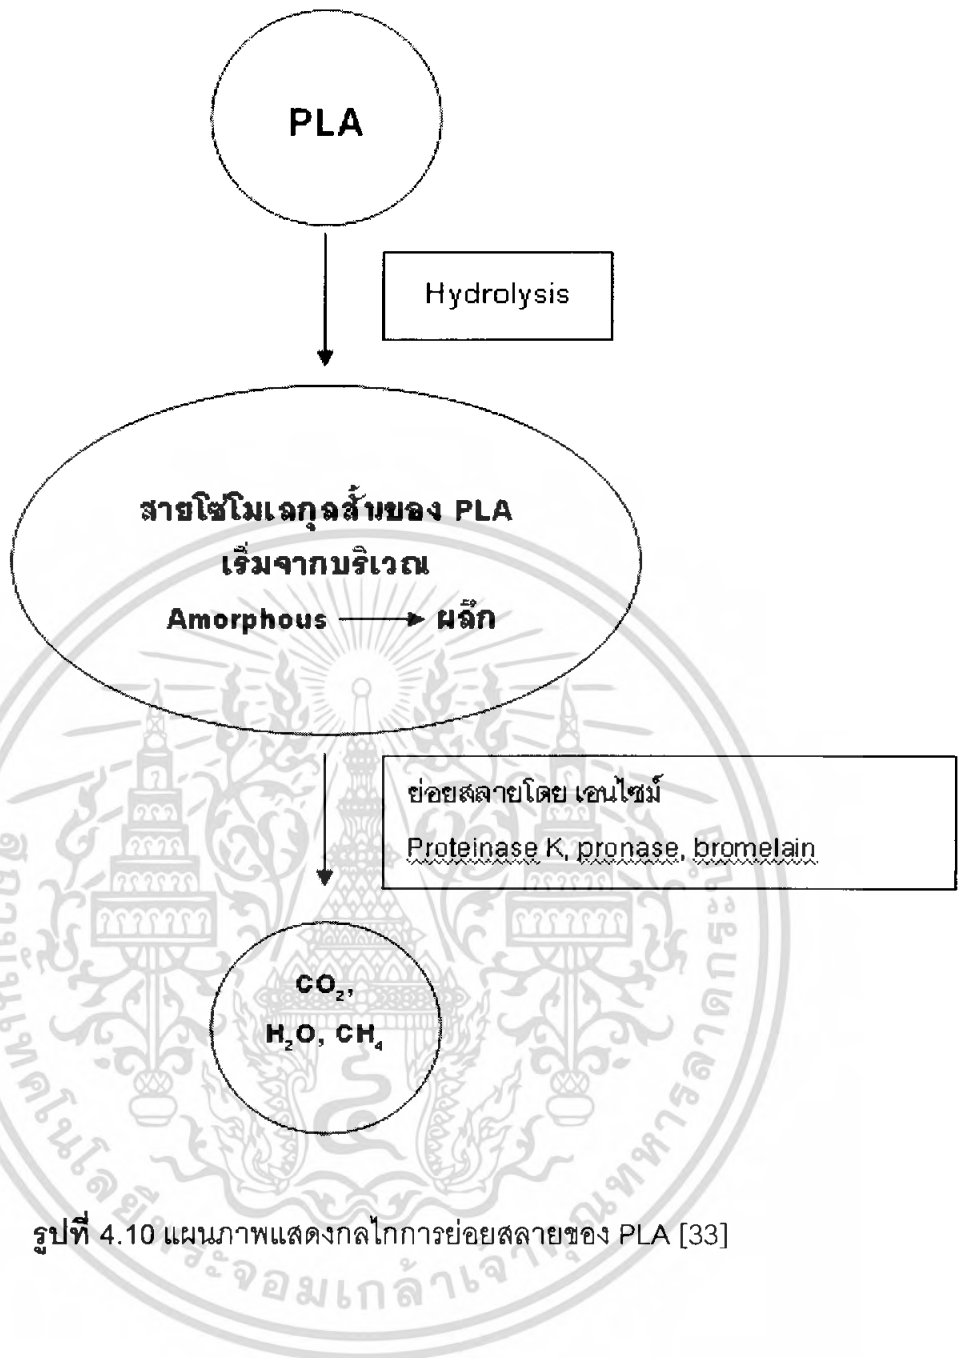 PLA
Hydrolysis
สายโซ่โมเลกุลสั้นของ PLA
เริ่มจากบริเวณ
Amorphous ⟶ ผลึก
ย่อยสลายโดย เอนไซม์
Proteinase K, pronase, bromelain
CO₂,
H₂O, CH₄
รูปที่ 4.10 แผนภาพแสดงกลไกการย่อยสลายของ PLA [33]